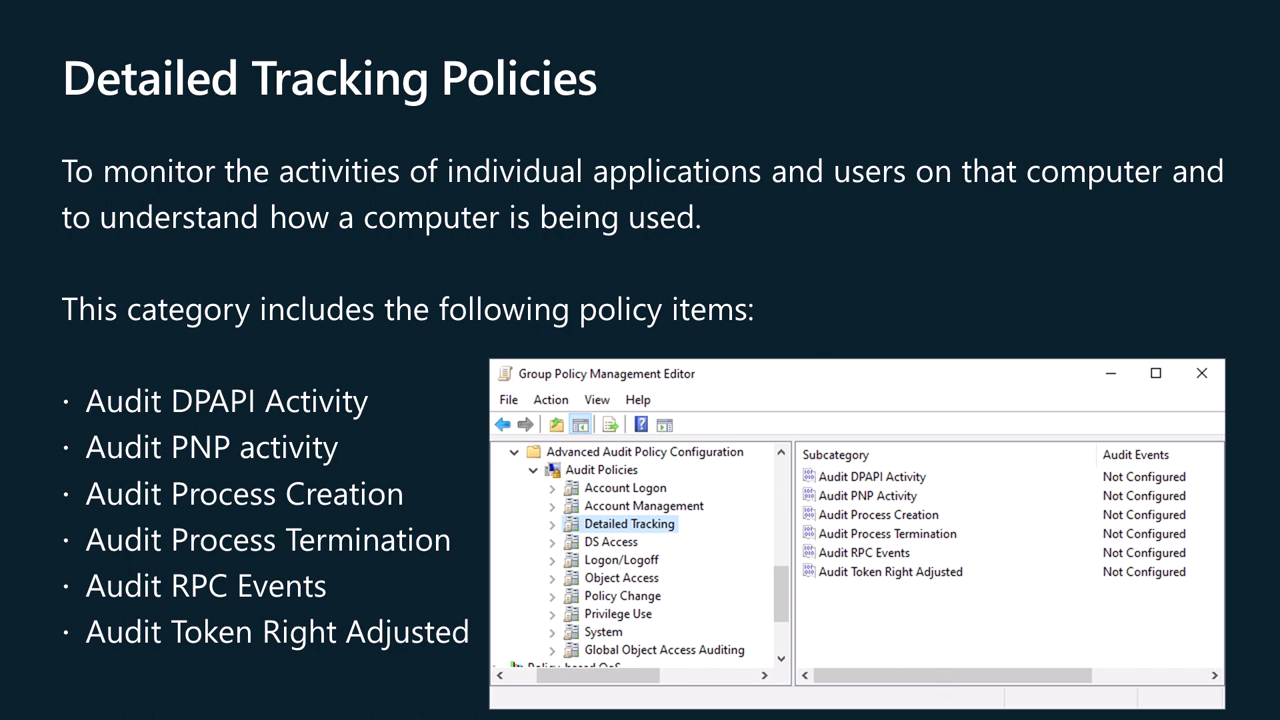 Detailed Tracking Policies
To monitor the activities of individual applications and users on that computer and
to understand how a computer is being used.
This category includes the following policy items:
· Audit DPAPI Activity
· Audit PNP activity
· Audit Process Creation
· Audit Process Termination
· Audit RPC Events
· Audit Token Right Adjusted
Group Policy Management Editor
File Action View Help
Advanced Audit Policy Configuration
Audit Policies
Account Logon
Account Management
Detailed Tracking
DS Access
Logon/Logoff
Object Access
Policy Change
Privilege Use
System
Global Object Access Auditing
Policy-based QoS
Subcategory Audit Events
Audit DPAPI Activity Not Configured
Audit PNP Activity Not Configured
Audit Process Creation Not Configured
Audit Process Termination Not Configured
Audit RPC Events Not Configured
Audit Token Right Adjusted Not Configured